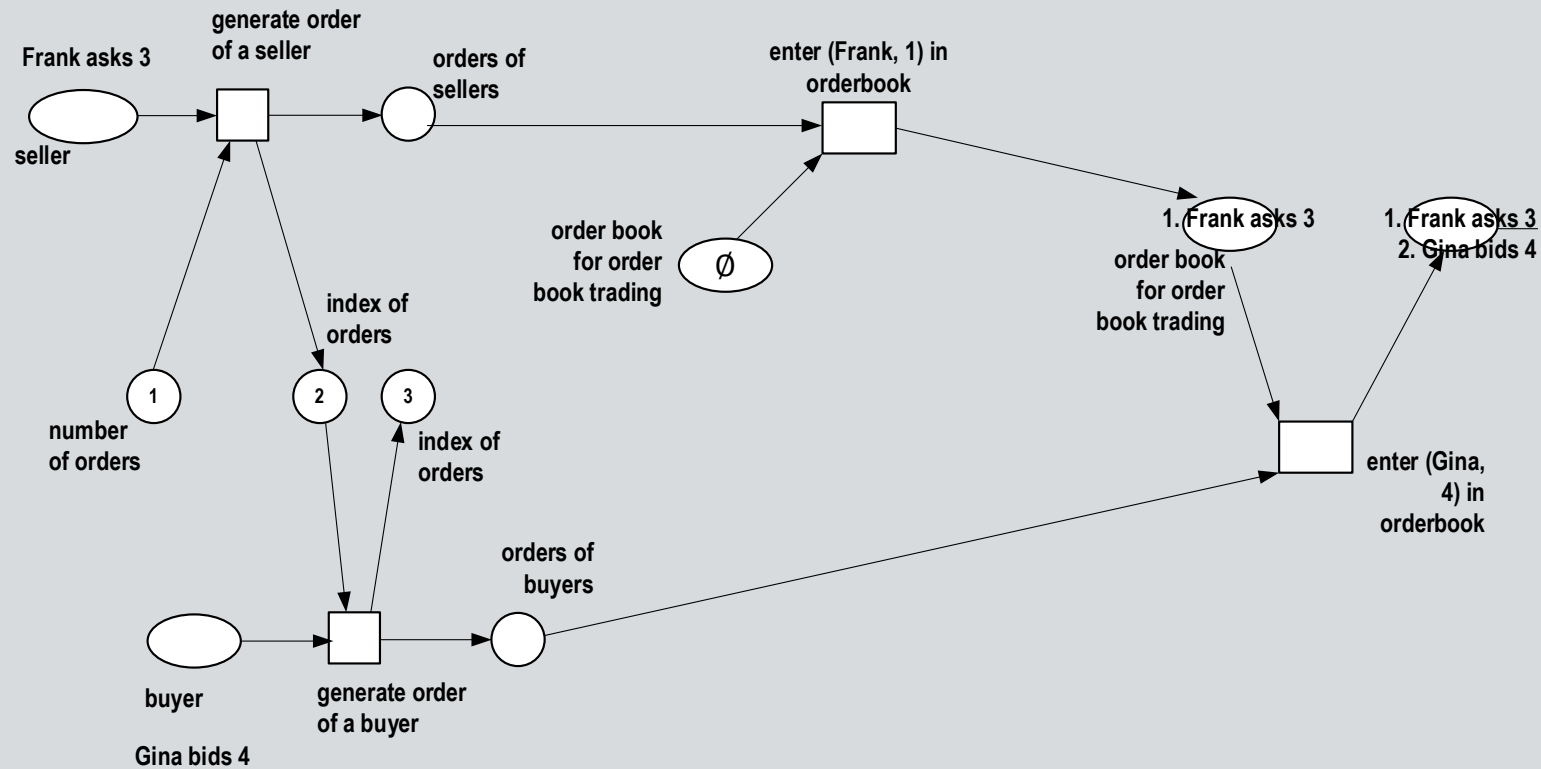 generate order
of a seller
Frank asks 3
orders of
sellers
enter (Frank, 1) in
orderbook
seller
1. Frank asks 3
1. Frank asks 3
2. Gina bids 4
order book
for order
book trading
Ø
order book
for order
book trading
index of
orders
1
2
3
number
of orders
index of
orders
enter (Gina,
4) in
orderbook
orders of
buyers
buyer
generate order
of a buyer
Gina bids 4